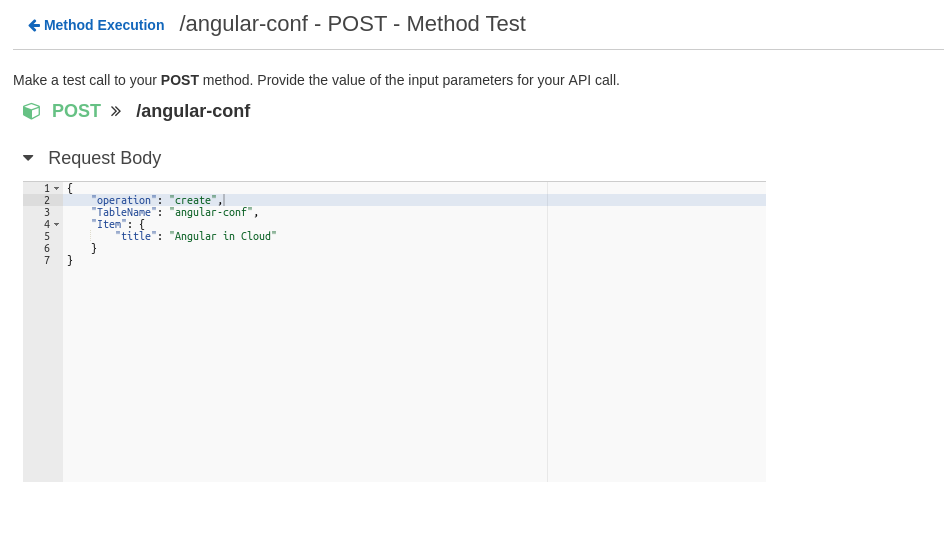 Method Execution /angular-conf - POST - Method Test
Make a test call to your POST method. Provide the value of the input parameters for your API call.
POST » /angular-conf
Request Body
1 {
2     "operation": "create",
3     "TableName": "angular-conf",
4     "Item": {
5         "title": "Angular in Cloud"
6     }
7 }